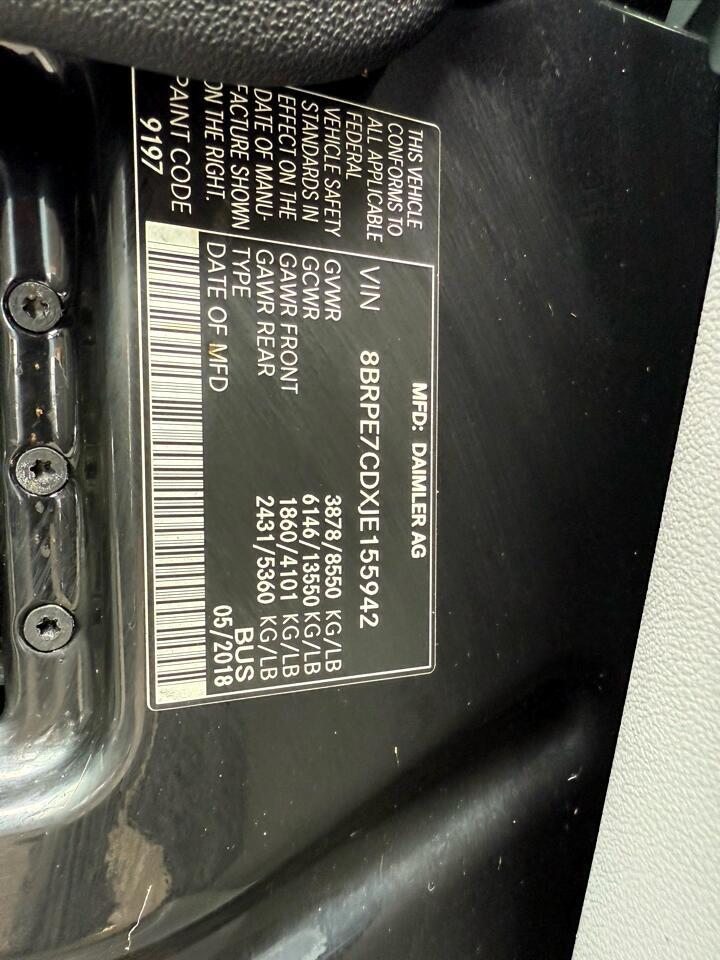 MFD: DAIMLER AG
THIS VEHICLE
CONFORMS TO
ALL APPLICABLE
FEDERAL
VEHICLE SAFETY
STANDARDS IN
EFFECT ON THE
DATE OF MANU-
FACTURE SHOWN
ON THE RIGHT.
PAINT CODE
9197
VIN 8BRPE7CDXJE155942
GVWR 3878/8550 KG/LB
GCWR 6146/13550 KG/LB
GAWR FRONT 1860/4101 KG/LB
GAWR REAR 2431/5360 KG/LB
TYPE BUS
DATE OF MFD 05/2018